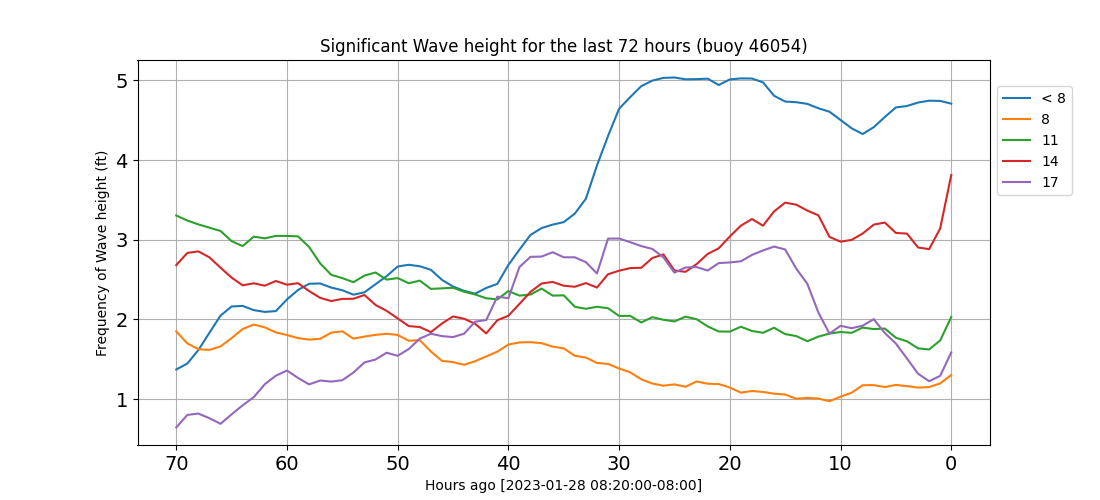 Significant Wave height for the last 72 hours (buoy 46054)
Frequency of Wave height (ft)
5
4
3
2
1
70 60 50 40 30 20 10 0
Hours ago [2023-01-28 08:20:00-08:00]
< 8
8
11
14
17